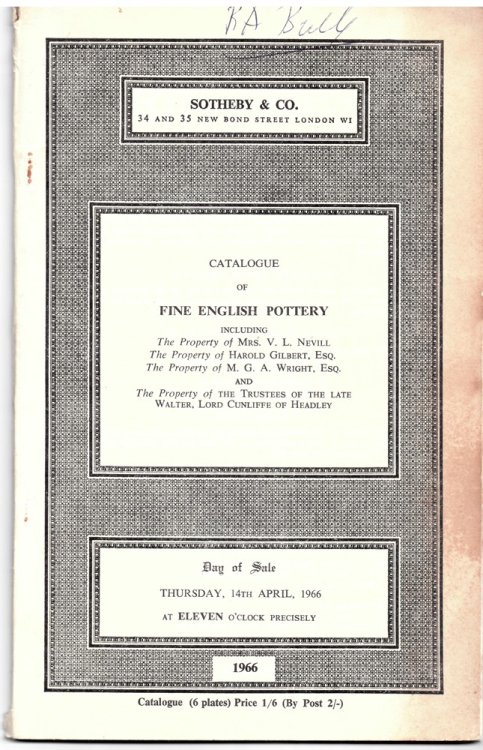 KA Bull
SOTHEBY & CO.
34 AND 35 NEW BOND STREET LONDON WI
CATALOGUE
OF
FINE ENGLISH POTTERY
INCLUDING
The Property of MRS. V. L. NEVILL
The Property of HAROLD GILBERT, ESQ.
The Property of M. G. A. WRIGHT, ESQ.
AND
The Property of THE TRUSTEES OF THE LATE
WALTER, LORD CUNLIFFE OF HEADLEY
Day of Sale
THURSDAY, 14TH APRIL, 1966
AT ELEVEN O'CLOCK PRECISELY
1966
Catalogue (6 plates) Price 1/6 (By Post 2/-)